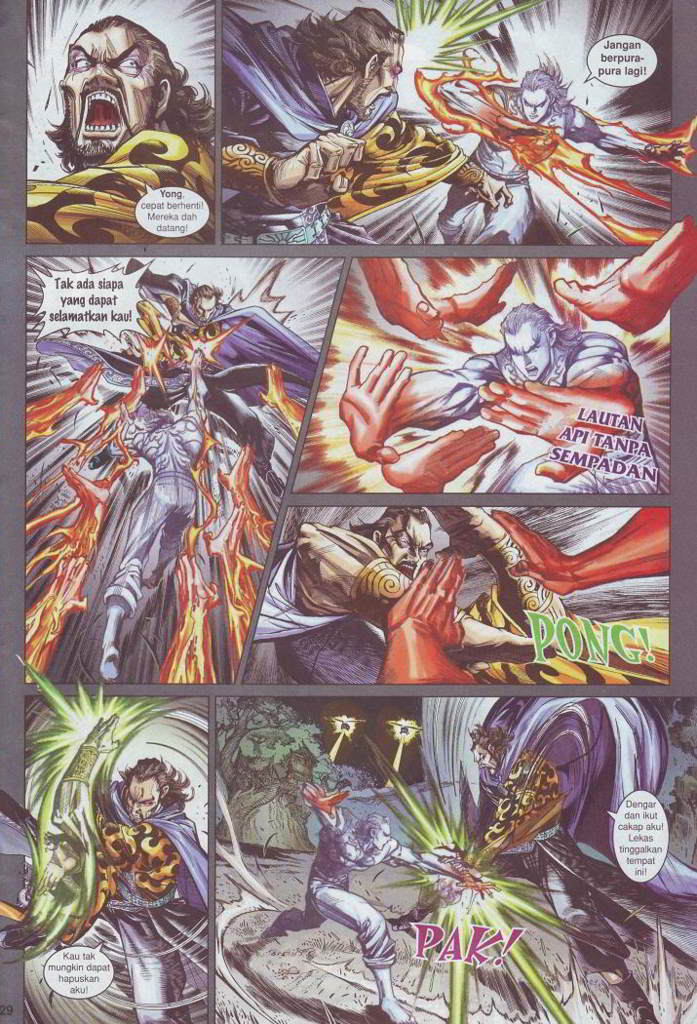 Yong,
cepat berhenti!
Mereka dah
datang!
Jangan
berpura-
pura lagi!
Tak ada siapa
yang dapat
selamatkan kau!
LAUTAN
API TANPA
SEMPADAN
PONG!
Kau tak
mungkin dapat
hapuskan
aku!
PAK!
Dengar
dan ikut
cakap aku!
Lekas
tinggalkan
tempat
ini!
29